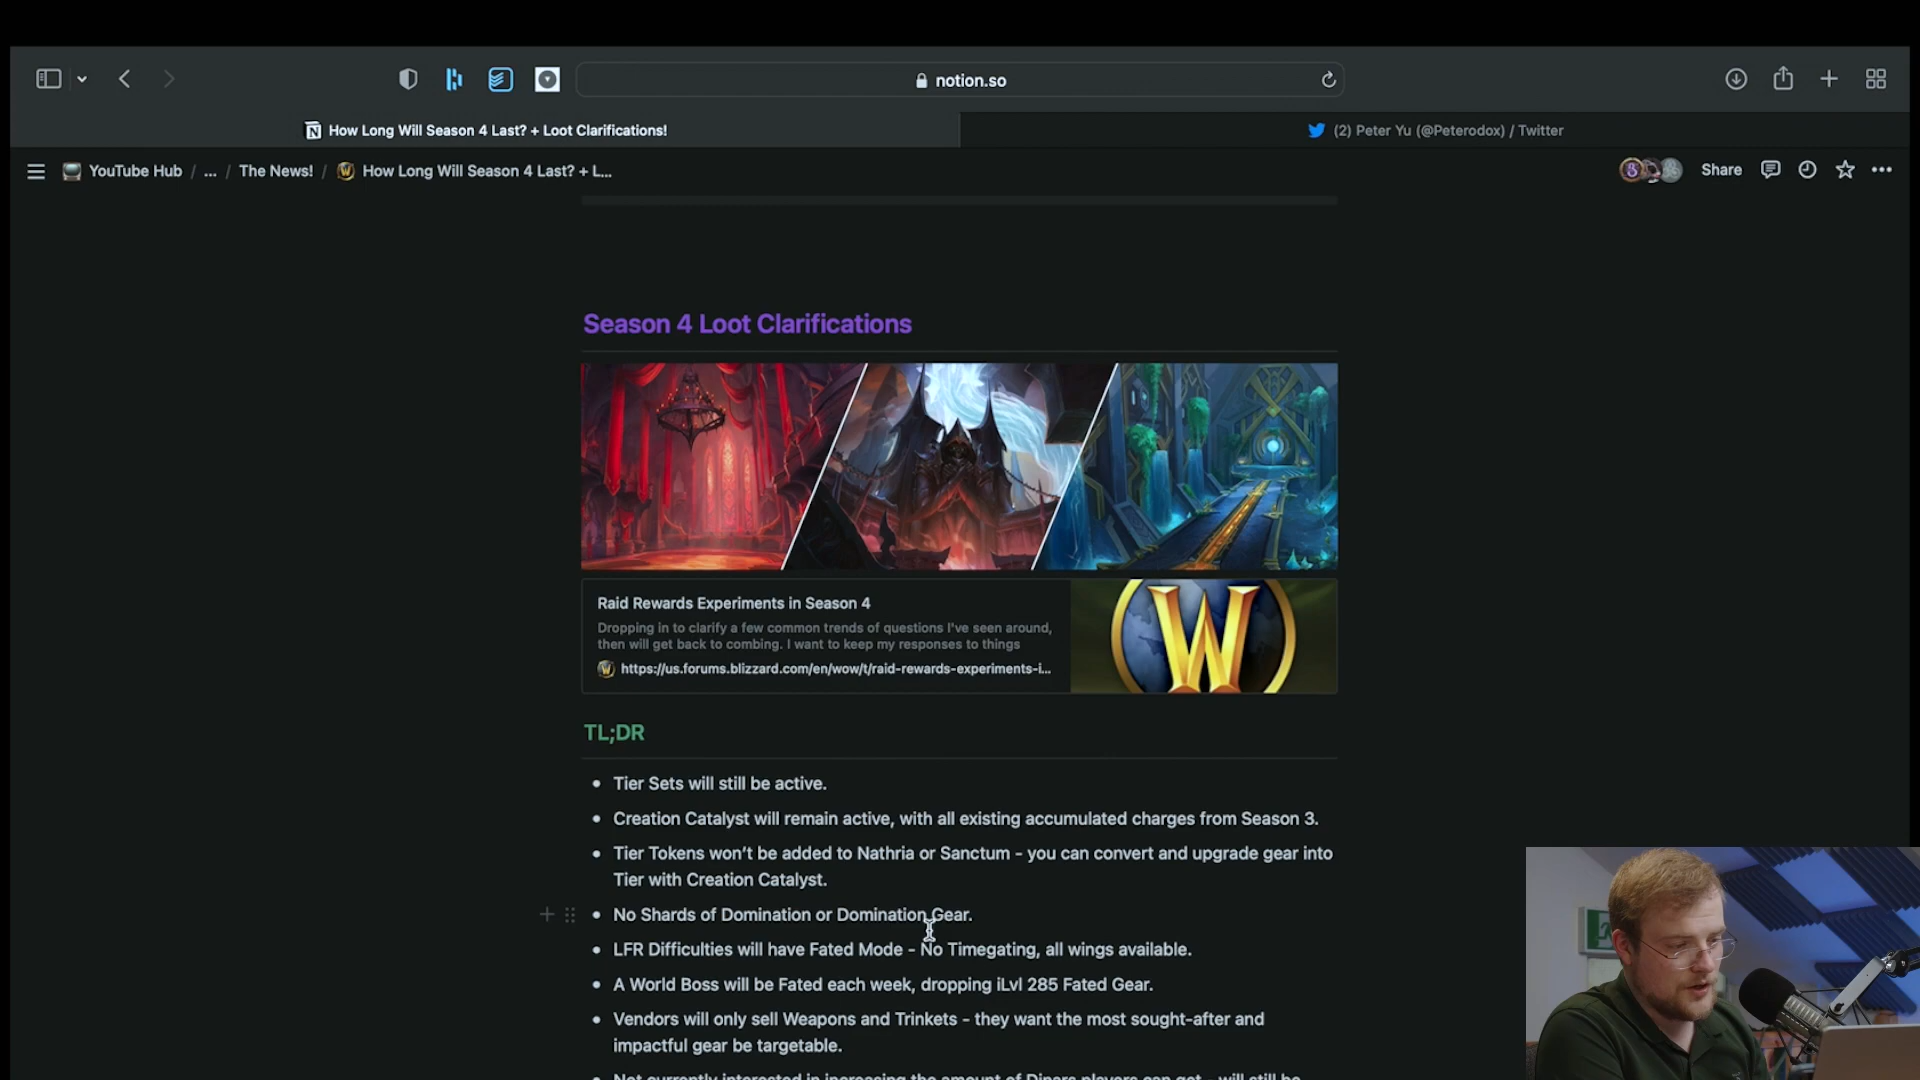 notion.so
How Long Will Season 4 Last? + Loot Clarifications!
(2) Peter Yu (@Peterodox) / Twitter
YouTube Hub / ... / The News! / How Long Will Season 4 Last? + L...
Share
Season 4 Loot Clarifications
Raid Rewards Experiments in Season 4
Dropping in to clarify a few common trends of questions I've seen around,
then will get back to combing. I want to keep my responses to things
https://us.forums.blizzard.com/en/wow/t/raid-rewards-experiments-i...
TL;DR
• Tier Sets will still be active.
• Creation Catalyst will remain active, with all existing accumulated charges from Season 3.
• Tier Tokens won't be added to Nathria or Sanctum - you can convert and upgrade gear into
Tier with Creation Catalyst.
• No Shards of Domination or Domination Gear.
• LFR Difficulties will have Fated Mode - No Timegating, all wings available.
• A World Boss will be Fated each week, dropping iLvl 285 Fated Gear.
• Vendors will only sell Weapons and Trinkets - they want the most sought-after and
impactful gear be targetable.
• Not currently interested in increasing the amount of Dinars players can get - will still be